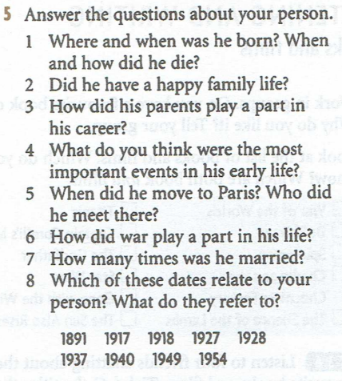 5 Answer the questions about your person.
1 Where and when was he born? When
and how did he die?
2 Did he have a happy family life?
3 How did his parents play a part in
his career?
4 What do you think were the most
important events in his early life?
5 When did he move to Paris? Who did
he meet there?
6 How did war play a part in his life?
7 How many times was he married?
8 Which of these dates relate to your
person? What do they refer to?
1891 1917 1918 1927 1928
1937 1940 1949 1954